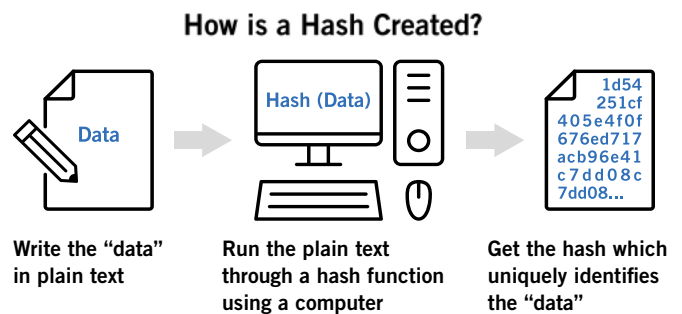 How is a Hash Created?
Data
Hash (Data)
1d54
251cf
405e4f0f
676ed717
acb96e41
c7dd08c
7dd08...
Write the “data”
in plain text
Run the plain text
through a hash function
using a computer
Get the hash which
uniquely identifies
the “data”